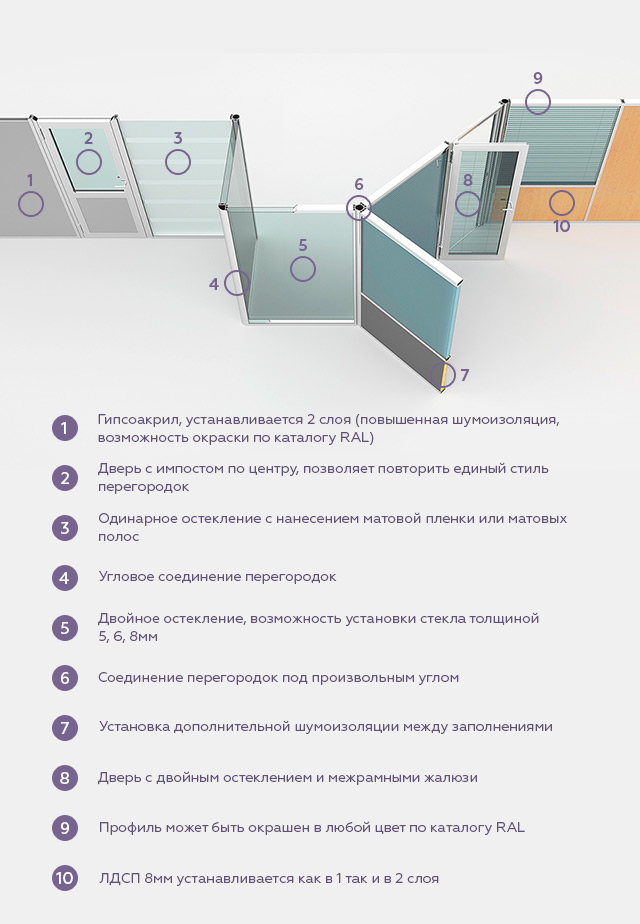 9
2
3
1
6
8
10
5
4
7
1 Гипсоакрил, устанавливается 2 слоя (повышенная шумоизоляция,
возможность окраски по каталогу RAL)
2 Дверь с импостом по центру, позволяет повторить единый стиль
перегородок
3 Одинарное остекление с нанесением матовой пленки или матовых
полос
4 Угловое соединение перегородок
5 Двойное остекление, возможность установки стекла толщиной
5, 6, 8мм
6 Соединение перегородок под произвольным углом
7 Установка дополнительной шумоизоляции между заполнениями
8 Дверь с двойным остеклением и межрамными жалюзи
9 Профиль может быть окрашен в любой цвет по каталогу RAL
10 ЛДСП 8мм устанавливается как в 1 так и в 2 слоя